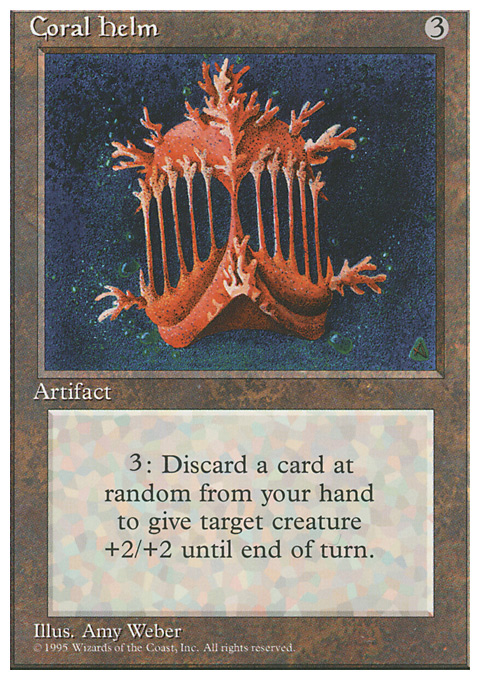 Coral Helm
3
Artifact
3: Discard a card at
random from your hand
to give target creature
+2/+2 until end of turn.
Illus. Amy Weber
© 1995 Wizards of the Coast, Inc. All rights reserved.